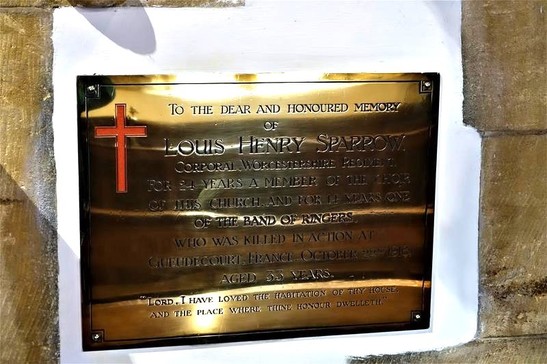 TO THE DEAR AND HONOURED MEMORY
OF
LOUIS HENRY SPARROW.
CORPORAL WORCESTERSHIRE REGIMENT.
FOR 24 YEARS A MEMBER OF THE CHOIR
OF THIS CHURCH, AND FOR 14 YEARS ONE
OF THE BAND OF RINGERS.
WHO WAS KILLED IN ACTION AT
GUEUDECOURT, FRANCE, OCTOBER
AGED 33 YEARS.
"LORD, I HAVE LOVED THE HABITATION OF THY HOUSE,
AND THE PLACE WHERE THINE HONOUR DWELLETH."